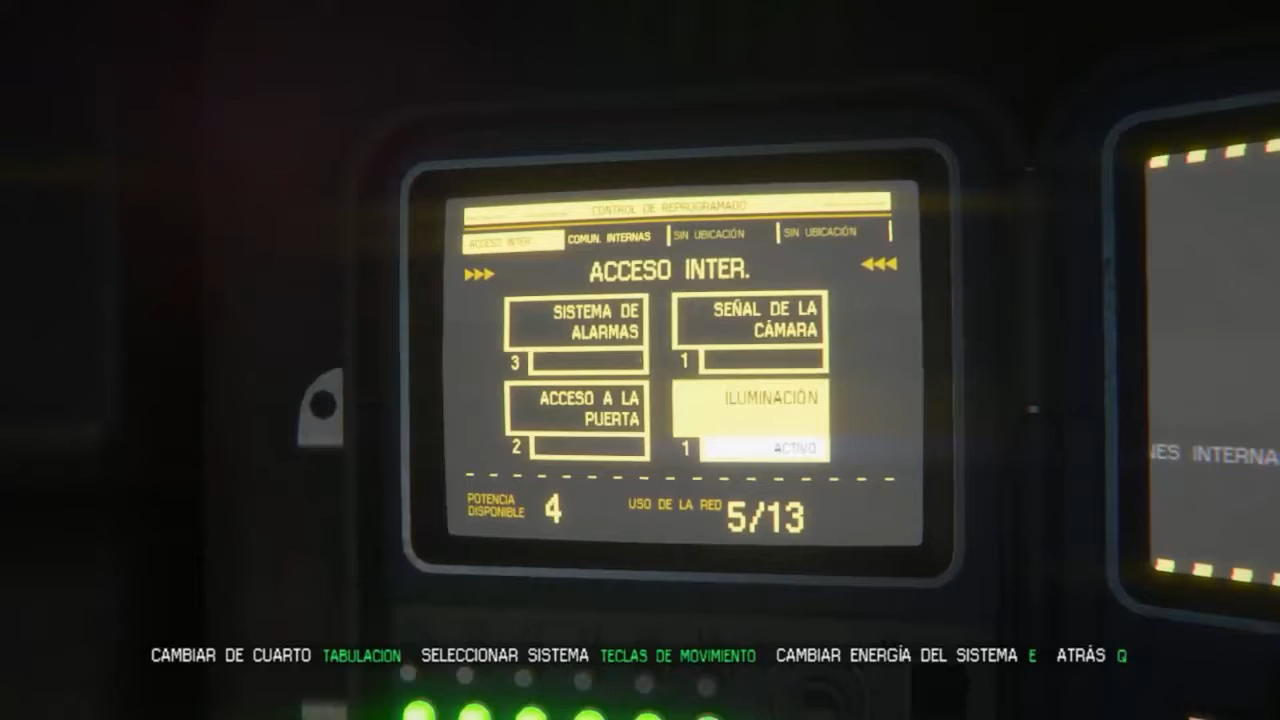 CONTROL DE REPROGRAMADO
ACCESO INTER.
COMUN. INTERNAS
SIN UBICACIÓN
SIN UBICACIÓN
ACCESO INTER.
SISTEMA DE
ALARMAS
3
SEÑAL DE LA
CÁMARA
1
ACCESO A LA
PUERTA
2
ILUMINACIÓN
1
ACTIVO
POTENCIA
DISPONIBLE
4
USO DE LA RED
5/13
INTERNA
CAMBIAR DE CUARTO TABULACION SELECCIONAR SISTEMA TECLAS DE MOVIMIENTO CAMBIAR ENERGÍA DEL SISTEMA E ATRÁS Q